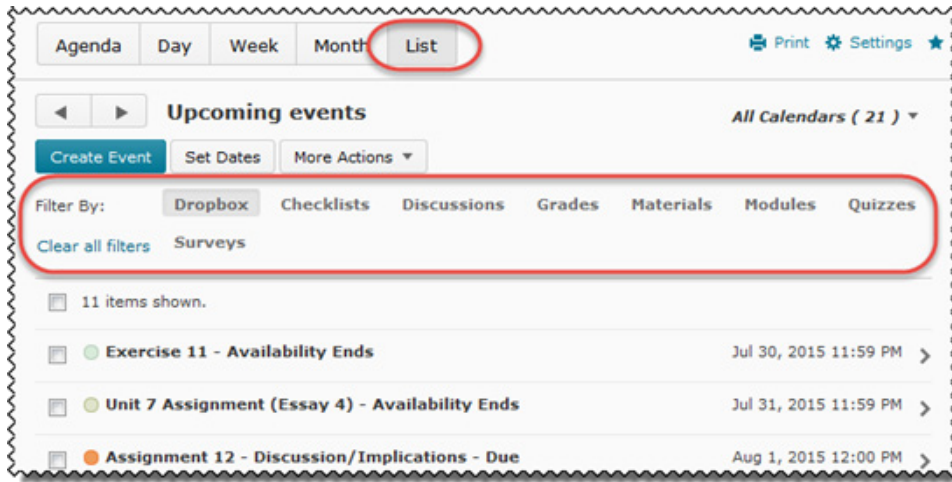 Agenda Day Week Month List Print Settings
Upcoming events All Calendars ( 21 )
Create Event Set Dates More Actions
Filter By: Dropbox Checklists Discussions Grades Materials Modules Quizzes
Clear all filters Surveys
11 items shown.
Exercise 11 - Availability Ends Jul 30, 2015 11:59 PM
Unit 7 Assignment (Essay 4) - Availability Ends Jul 31, 2015 11:59 PM
Assignment 12 - Discussion/Implications - Due Aug 1, 2015 12:00 PM